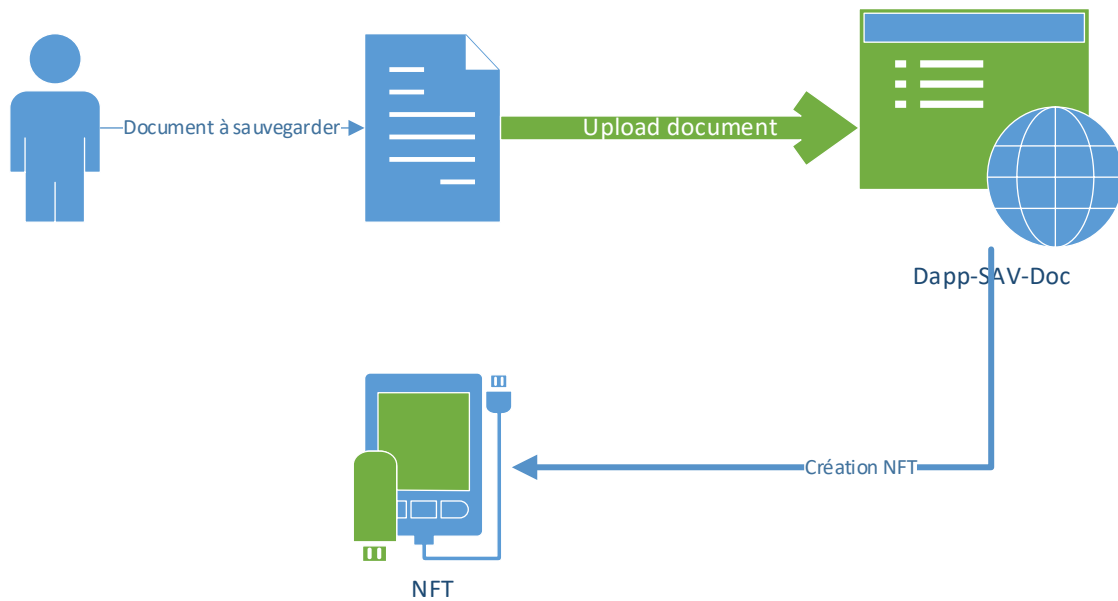 Document à sauvegarder
Upload document
Dapp-SAV-Doc
Création NFT
NFT